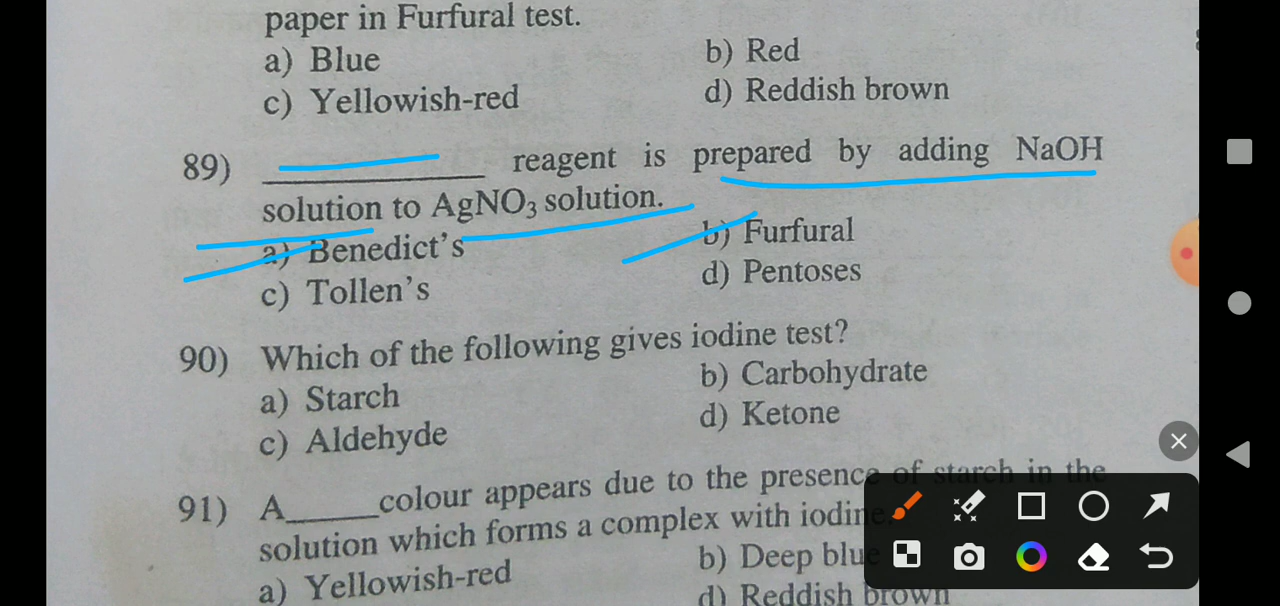 paper in Furfural test.
a) Blue b) Red
c) Yellowish-red d) Reddish brown
89) ____________ reagent is prepared by adding NaOH
solution to AgNO₃ solution.
a) Benedict's b) Furfural
c) Tollen's d) Pentoses
90) Which of the following gives iodine test?
a) Starch b) Carbohydrate
c) Aldehyde d) Ketone
91) A_____colour appears due to the presence of starch in the
solution which forms a complex with iodine.
a) Yellowish-red b) Deep blue
d) Reddish brown